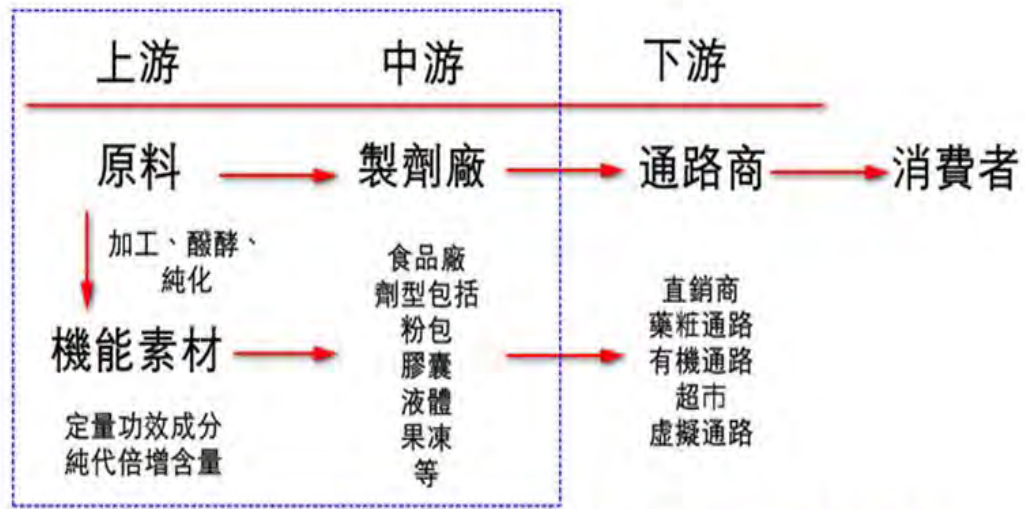 上游
中游
下游
原料
製劑廠
通路商
消費者
加工、醱酵、
純化
機能素材
定量功效成分
純代倍增含量
食品廠
劑型包括
粉包
膠囊
液體
果凍
等
直銷商
藥粧通路
有機通路
超市
虛擬通路